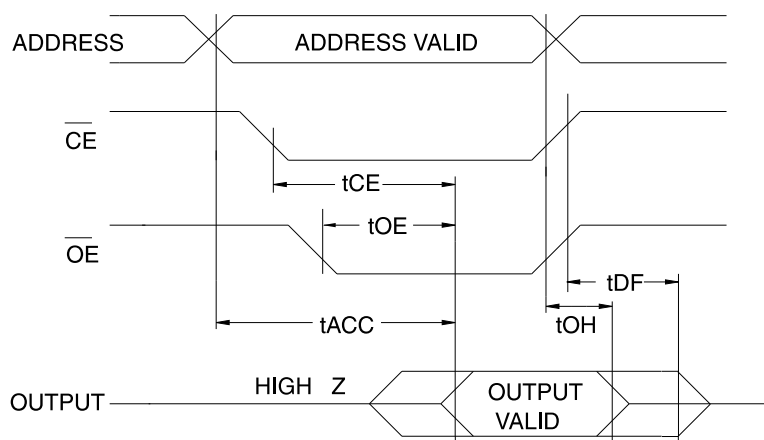 ADDRESS
ADDRESS VALID
CE
tCE
tOE
OE
tDF
tACC
tOH
HIGH Z
OUTPUT
OUTPUT
VALID